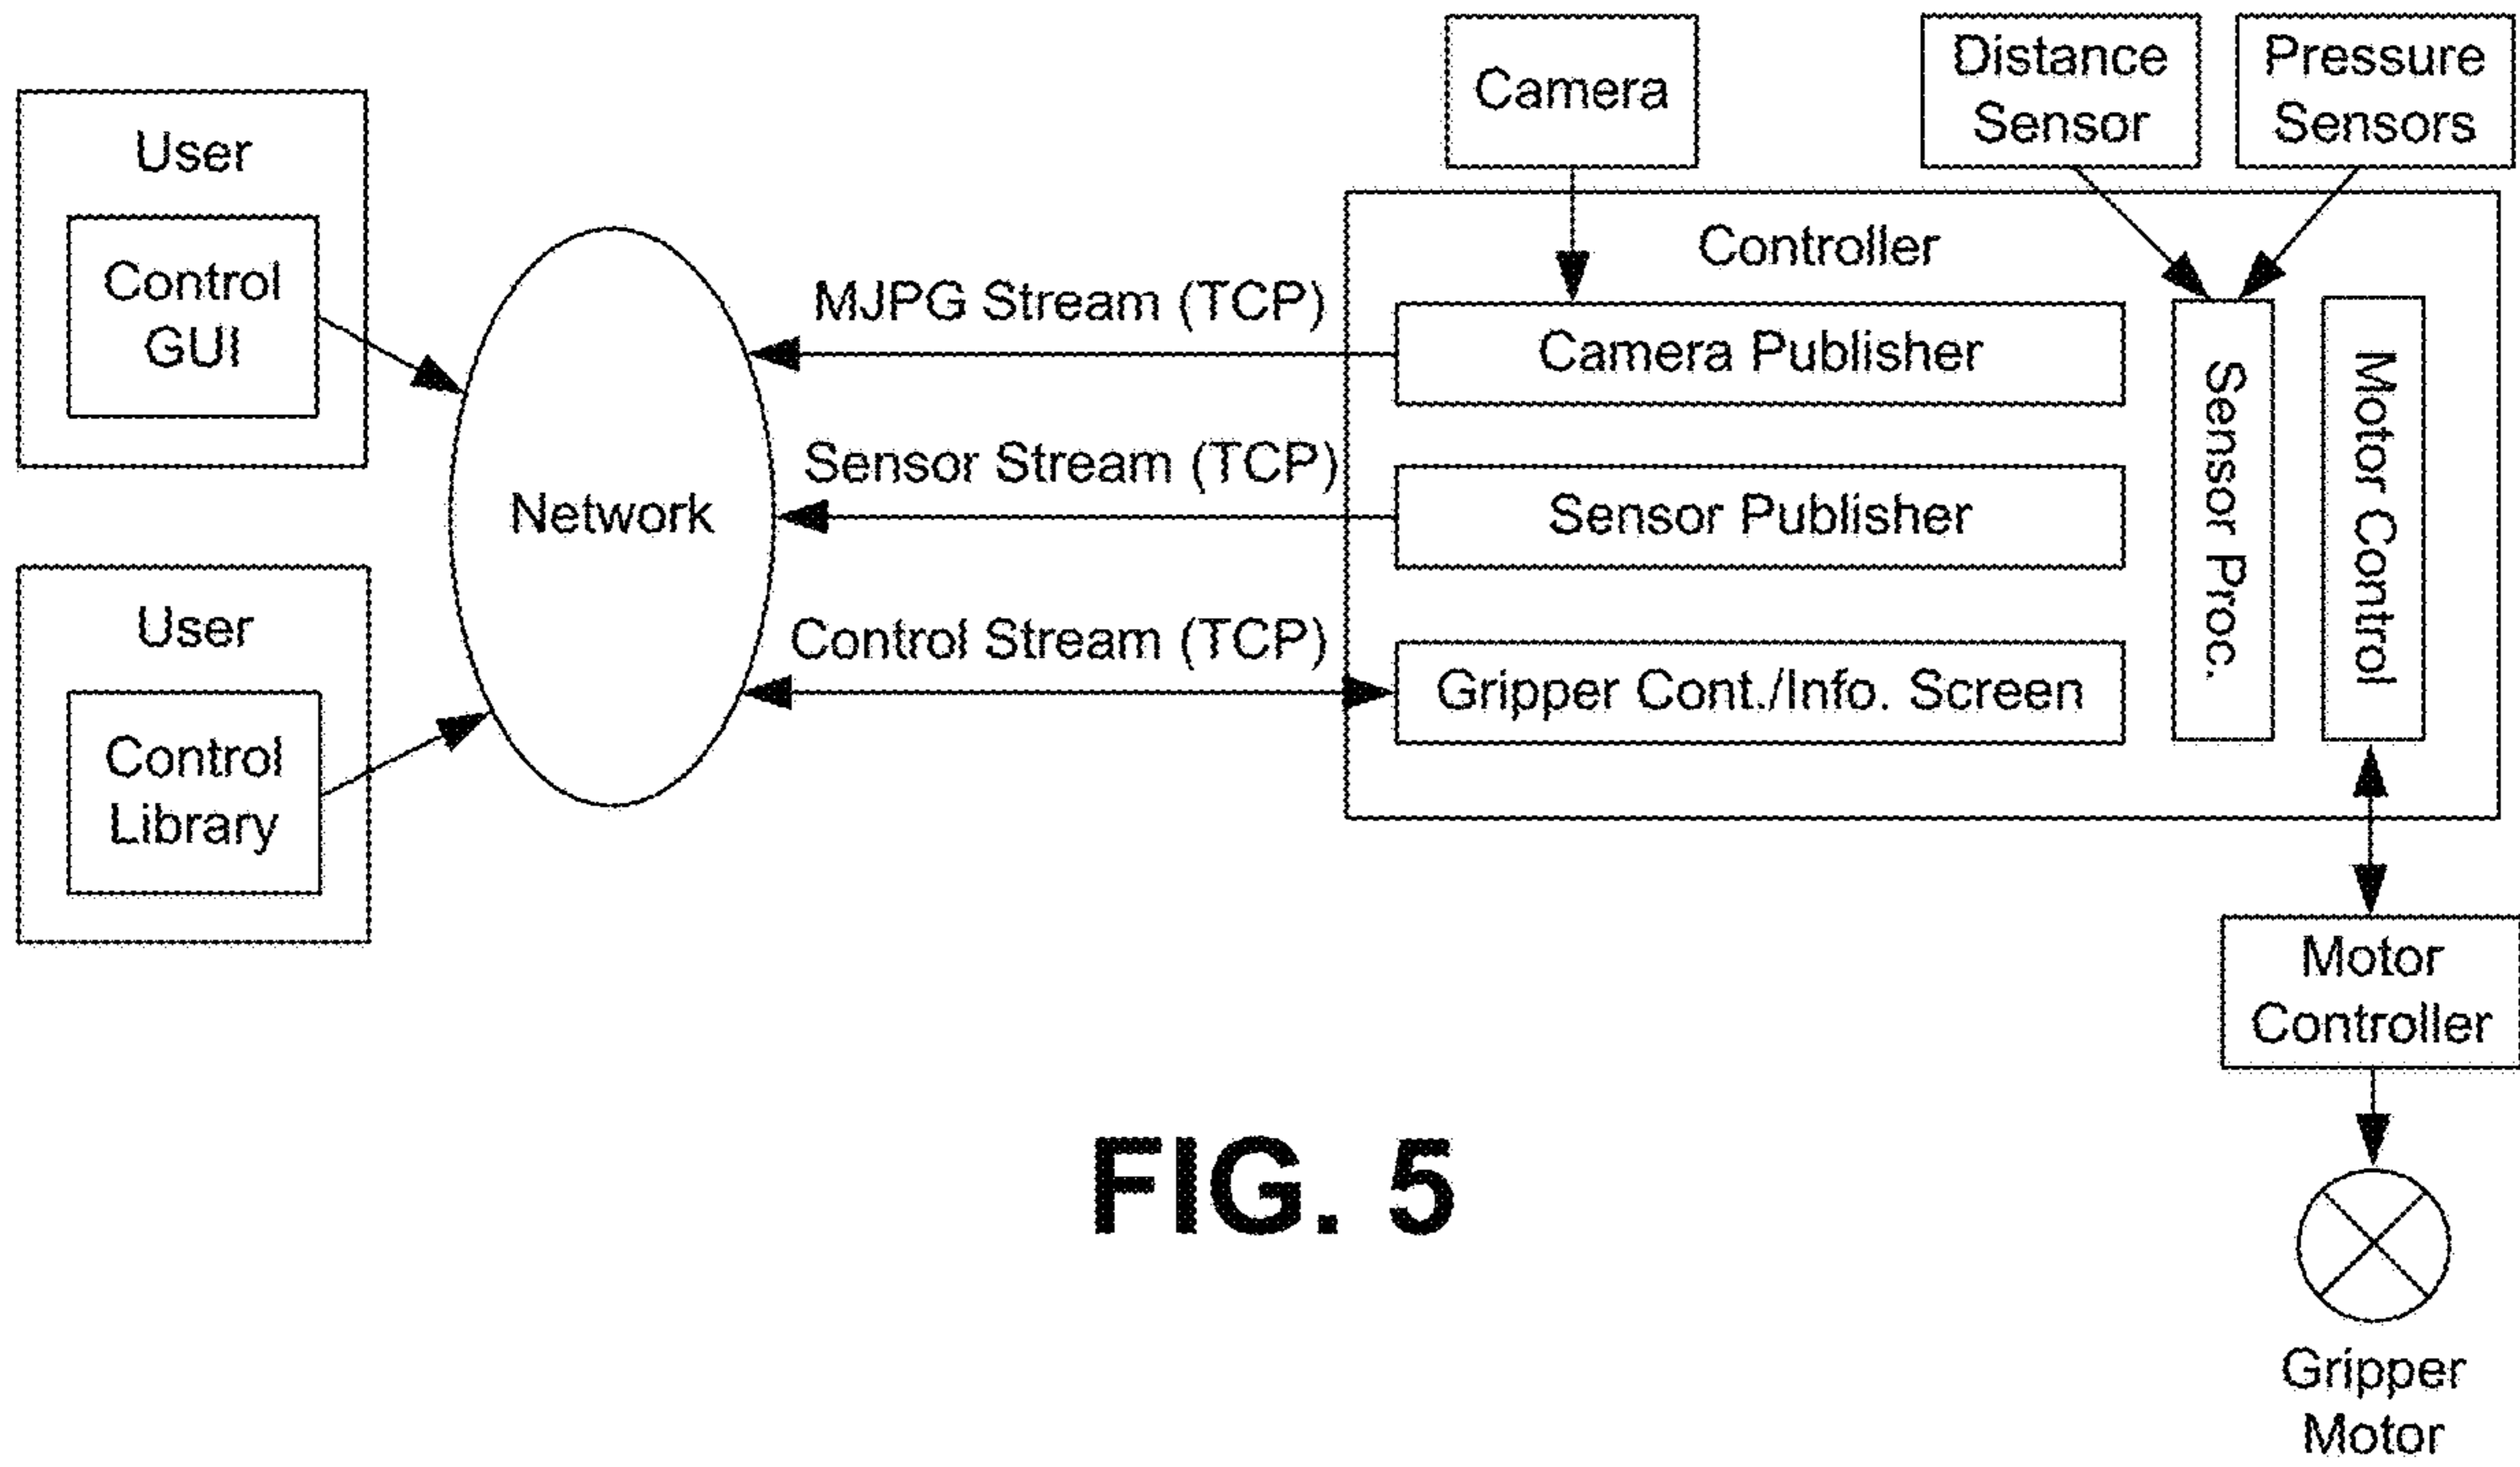 User
Control
GUI
User
Control
Library
Network
MJPG Stream (TCP)
Sensor Stream (TCP)
Control Stream (TCP)
Camera
Distance
Sensor
Pressure
Sensors
Controller
Camera Publisher
Sensor Publisher
Gripper Cont./Info. Screen
Sensor Proc.
Motor Control
Motor
Controller
Gripper
Motor
FIG. 5